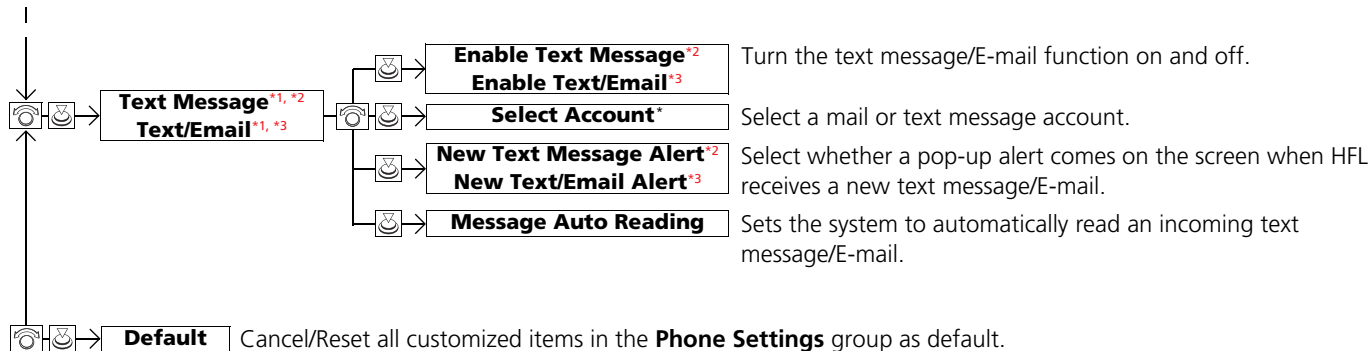 Text Message*1, *2
Text/Email*1, *3
Enable Text Message*2
Enable Text/Email*3
Turn the text message/E-mail function on and off.
Select Account*
Select a mail or text message account.
New Text Message Alert*2
New Text/Email Alert*3
Select whether a pop-up alert comes on the screen when HFL
receives a new text message/E-mail.
Message Auto Reading
Sets the system to automatically read an incoming text
message/E-mail.
Default
Cancel/Reset all customized items in the Phone Settings group as default.